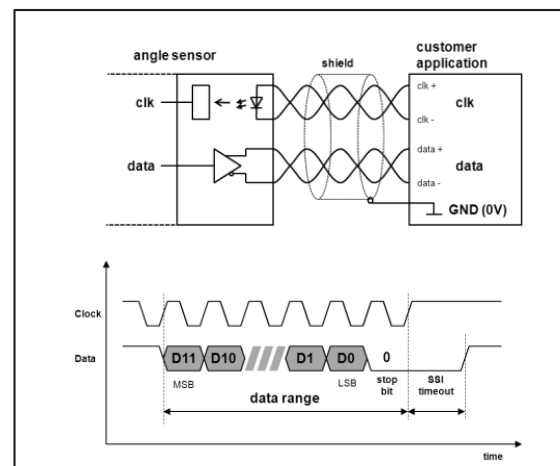 angle sensor
shield
customer
application
clk
clk +
clk
clk -
data
data +
data
data -
GND (0V)
Clock
Data
D11
D10
D1
D0
0
MSB
LSB
stop
bit
SSI
timeout
data range
time